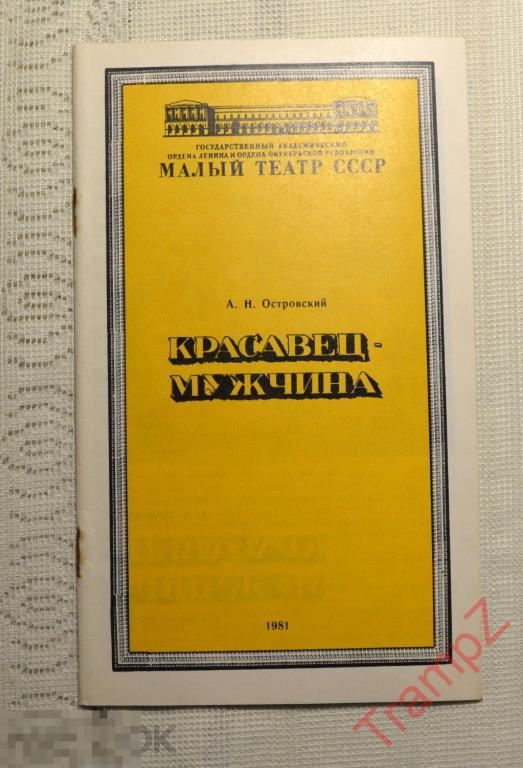 ГОСУДАРСТВЕННЫЙ АКАДЕМИЧЕСКИЙ
ОРДЕНА ЛЕНИНА И ОРДЕНА ОКТЯБРЬСКОЙ РЕВОЛЮЦИИ
МАЛЫЙ ТЕАТР СССР
А. Н. Островский
КРАСАВЕЦ-
МУЖЧИНА
1981
TrampZ